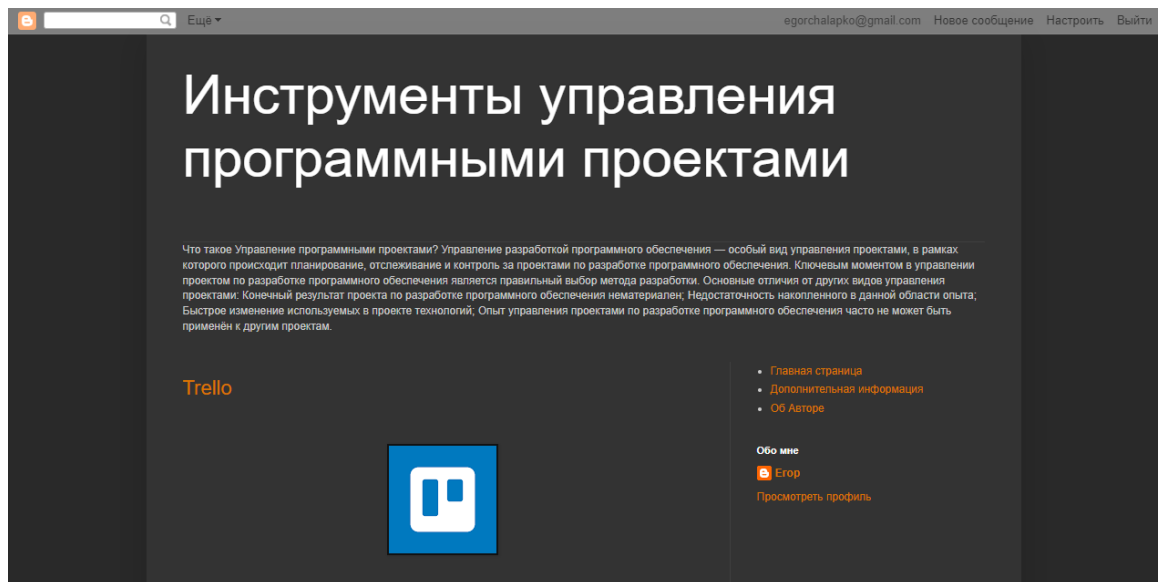 Ещё
egorchalapko@gmail.com Новое сообщение Настроить Выйти
Инструменты управления
программными проектами
Что такое Управление программными проектами? Управление разработкой программного обеспечения — особый вид управления проектами, в рамках
которого происходит планирование, отслеживание и контроль за проектами по разработке программного обеспечения. Ключевым моментом в управлении
проектом по разработке программного обеспечения является правильный выбор метода разработки. Основные отличия от других видов управления
проектами: Конечный результат проекта по разработке программного обеспечения нематериален; Недостаточность накопленного в данной области опыта;
Быстрое изменение используемых в проекте технологий; Опыт управления проектами по разработке программного обеспечения часто не может быть
применён к другим проектам.
Trello
Главная страница
Дополнительная информация
Об Авторе
Обо мне
Егор
Просмотреть профиль